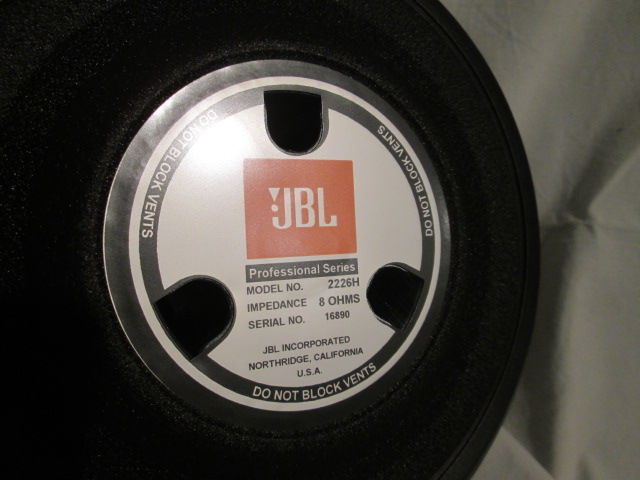 DO NOT BLOCK VENTS
DO NOT BLOCK VENTS
JBL
Professional Series
MODEL NO. 2226H
IMPEDANCE 8 OHMS
SERIAL NO. 16890
JBL INCORPORATED
NORTHRIDGE, CALIFORNIA
U.S.A.
DO NOT BLOCK VENTS